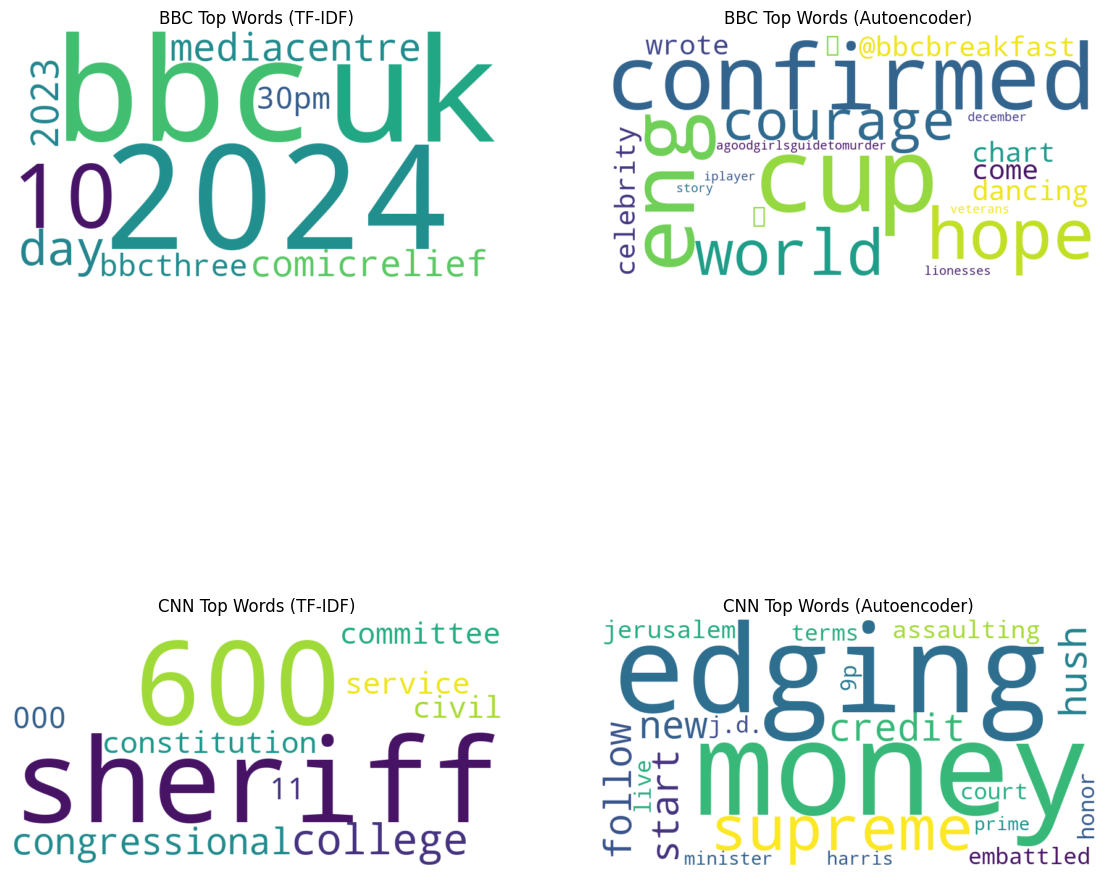 BBC Top Words (TF-IDF)
mediacentre
2023
bbc
uk
30pm
10
2024
day
bbcthree
comicrelief
BBC Top Words (Autoencoder)
wrote
@bbcbreakfast
confirmed
courage
december
eng
agoodgirlsguidetomurder
celebrity
iplayer
story
cup
chart
come
dancing
veterans
world
hope
lionesses
CNN Top Words (TF-IDF)
committee
600
service
civil
000
constitution
sheriff
11
congressional
college
CNN Top Words (Autoencoder)
jerusalem
terms
assaulting
edging
9p
hush
new
j.d.
credit
follow
live
start
money
court
honor
supreme
prime
minister
harris
embattled